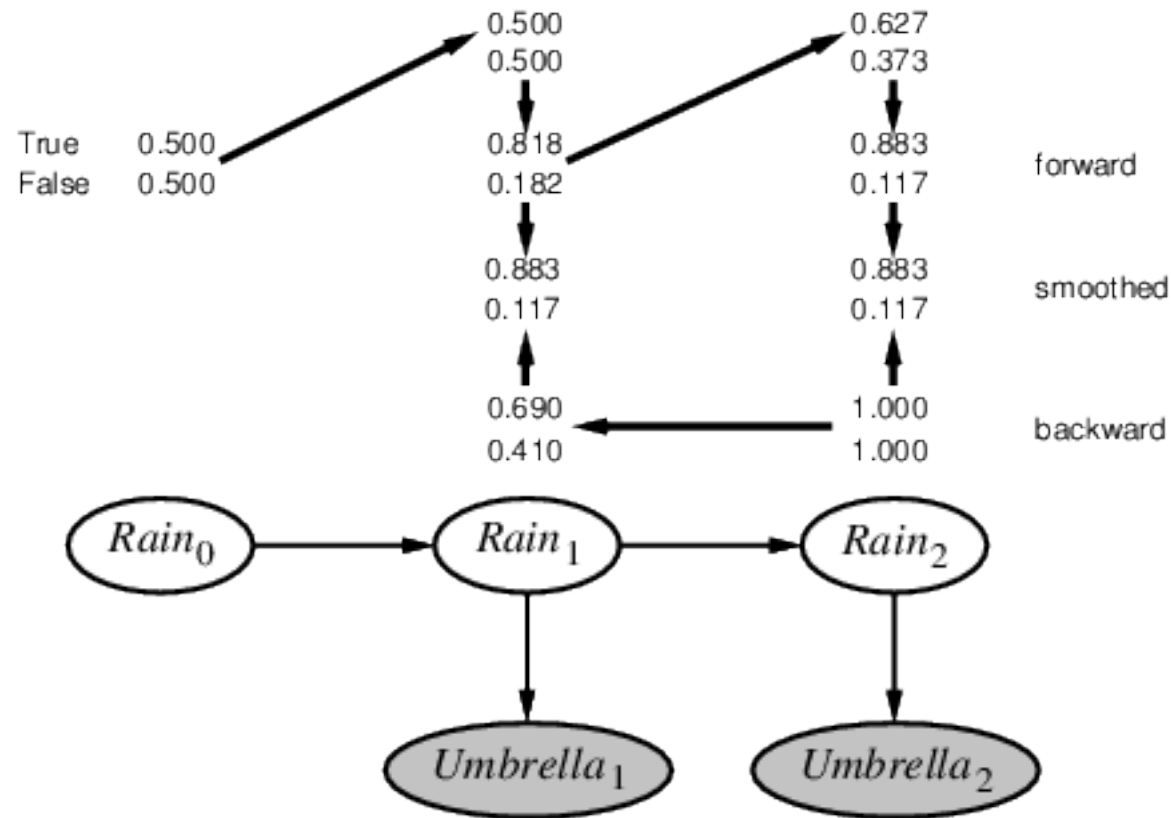 0.500 0.627
0.500 0.373
True 0.500 0.818 0.883 forward
False 0.500 0.182 0.117
0.883 0.883 smoothed
0.117 0.117
0.690 1.000 backward
0.410 1.000
Rain0 Rain1 Rain2
Umbrella1 Umbrella2